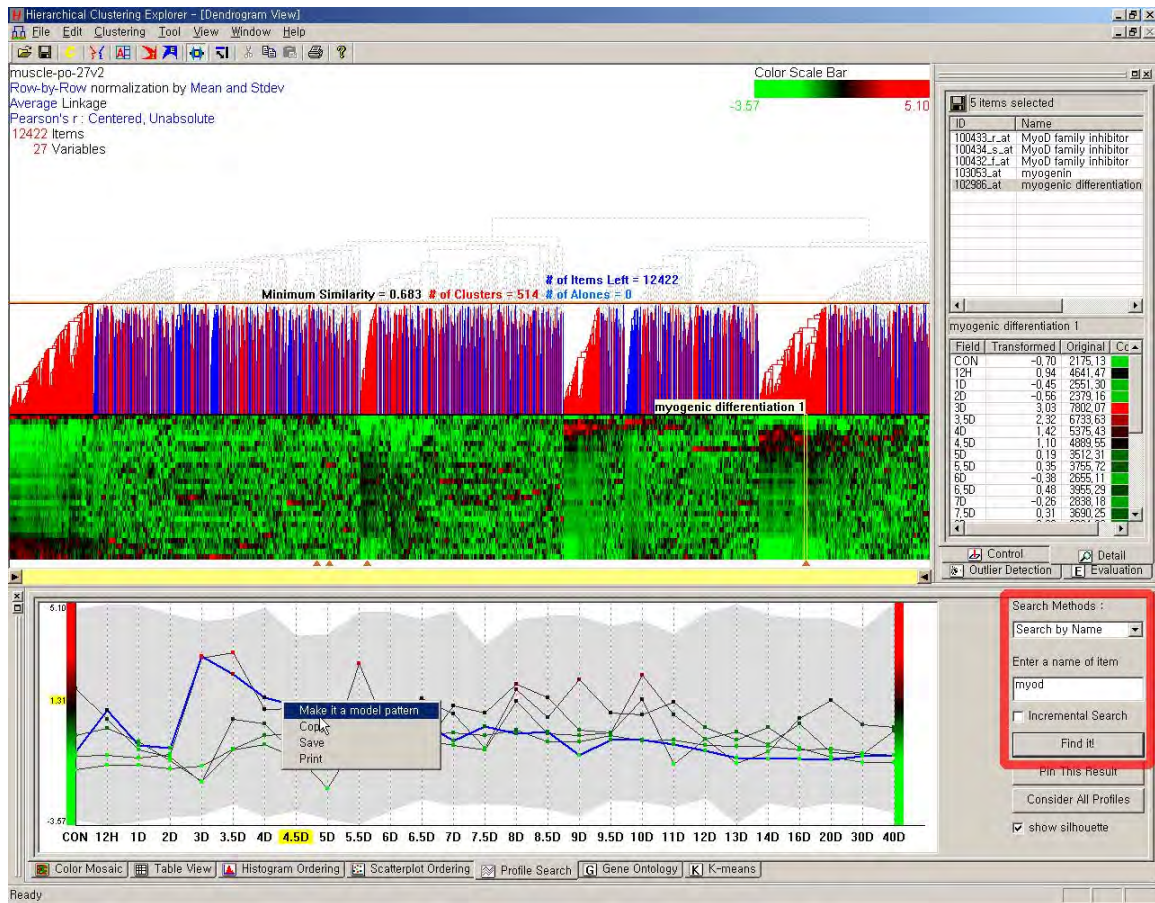 Hierarchical Clustering Explorer - [Dendrogram View]
File Edit Clustering Tool View Window Help
muscle-po-27v2
Row-by-Row normalization by Mean and Stdev
Average Linkage
Pearson's r : Centered, Unabsolute
12422 Items
27 Variables
Color Scale Bar
-3.57 5.10
# of Items Left = 12422
Minimum Similarity = 0.683 # of Clusters = 514 # of Alones = 0
myogenic differentiation 1
5 items selected
ID Name
100433_r_at MyoD family inhibitor
100434_s_at MyoD family inhibitor
100432_f_at MyoD family inhibitor
103053_at myogenin
102986_at myogenic differentiation
myogenic differentiation 1
Field Transformed Original Cc
CON -0,70 2175,13
12H 0,94 4641,47
1D -0,45 2551,30
2D -0,56 2379,16
3D 3,03 7802,07
3,5D 2,32 6733,63
4D 1,42 5375,43
4,5D 1,10 4889,55
5D 0,19 3512,31
5,5D 0,35 3755,72
6D -0,38 2655,11
6,5D 0,48 3955,29
7D -0,26 2838,18
7,5D 0,31 3690,25
Control Detail
Outlier Detection E Evaluation
5.10
1.31
-3.57
Make it a model pattern
Copy
Save
Print
CON 12H 1D 2D 3D 3.5D 4D 4.5D 5D 5.5D 6D 6.5D 7D 7.5D 8D 8.5D 9D 9.5D 10D 11D 12D 13D 14D 16D 20D 30D 40D
Search Methods :
Search by Name
Enter a name of item
myod
Incremental Search
Find it!
Pin This Result
Consider All Profiles
show silhouette
Color Mosaic Table View Histogram Ordering Scatterplot Ordering Profile Search G Gene Ontology K K-means
Ready